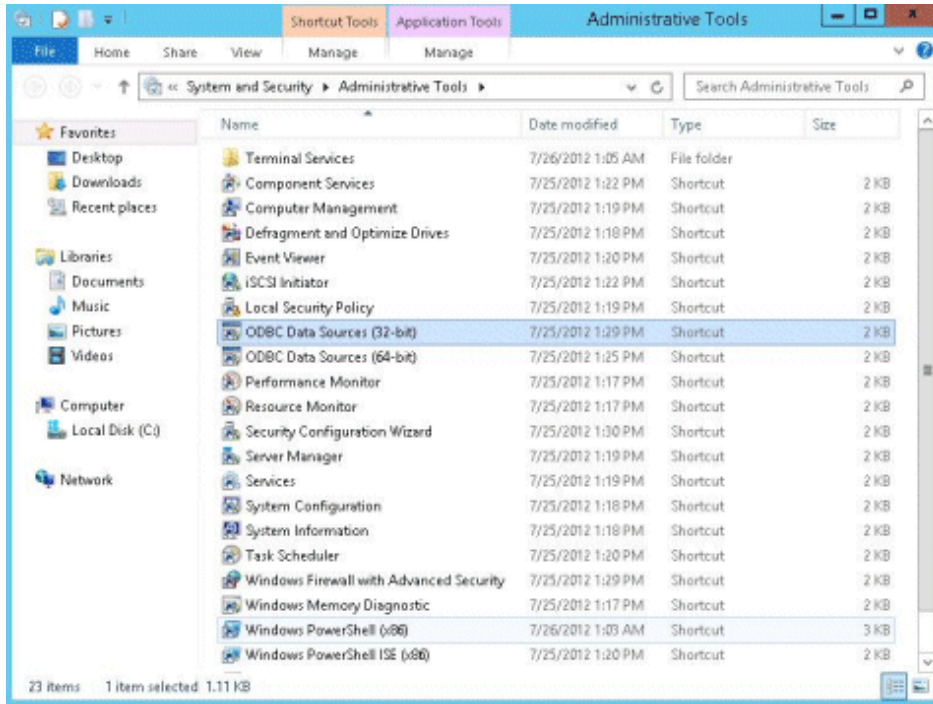 Shortcut Tools Application Tools Administrative Tools
File Home Share View Manage Manage
« System and Security Administrative Tools Search Administrative Tools
Name Date modified Type Size
Favorites
Desktop
Downloads
Recent places
Libraries
Documents
Music
Pictures
Videos
Computer
Local Disk (C:)
Network
Terminal Services 7/26/2012 1:05 AM File folder
Component Services 7/25/2012 1:22 PM Shortcut 2 KB
Computer Management 7/25/2012 1:19 PM Shortcut 2 KB
Defragment and Optimize Drives 7/25/2012 1:18 PM Shortcut 2 KB
Event Viewer 7/25/2012 1:20 PM Shortcut 2 KB
iSCSI Initiator 7/25/2012 1:22 PM Shortcut 2 KB
Local Security Policy 7/25/2012 1:19 PM Shortcut 2 KB
ODBC Data Sources (32-bit) 7/25/2012 1:29 PM Shortcut 2 KB
ODBC Data Sources (64-bit) 7/25/2012 1:25 PM Shortcut 2 KB
Performance Monitor 7/25/2012 1:17 PM Shortcut 2 KB
Resource Monitor 7/25/2012 1:17 PM Shortcut 2 KB
Security Configuration Wizard 7/25/2012 1:30 PM Shortcut 2 KB
Server Manager 7/25/2012 1:19 PM Shortcut 2 KB
Services 7/25/2012 1:19 PM Shortcut 2 KB
System Configuration 7/25/2012 1:18 PM Shortcut 2 KB
System Information 7/25/2012 1:18 PM Shortcut 2 KB
Task Scheduler 7/25/2012 1:20 PM Shortcut 2 KB
Windows Firewall with Advanced Security 7/25/2012 1:29 PM Shortcut 2 KB
Windows Memory Diagnostic 7/25/2012 1:17 PM Shortcut 2 KB
Windows PowerShell (x86) 7/26/2012 1:03 AM Shortcut 3 KB
Windows PowerShell ISE (x86) 7/25/2012 1:20 PM Shortcut 2 KB
23 items 1 item selected 1.11 KB